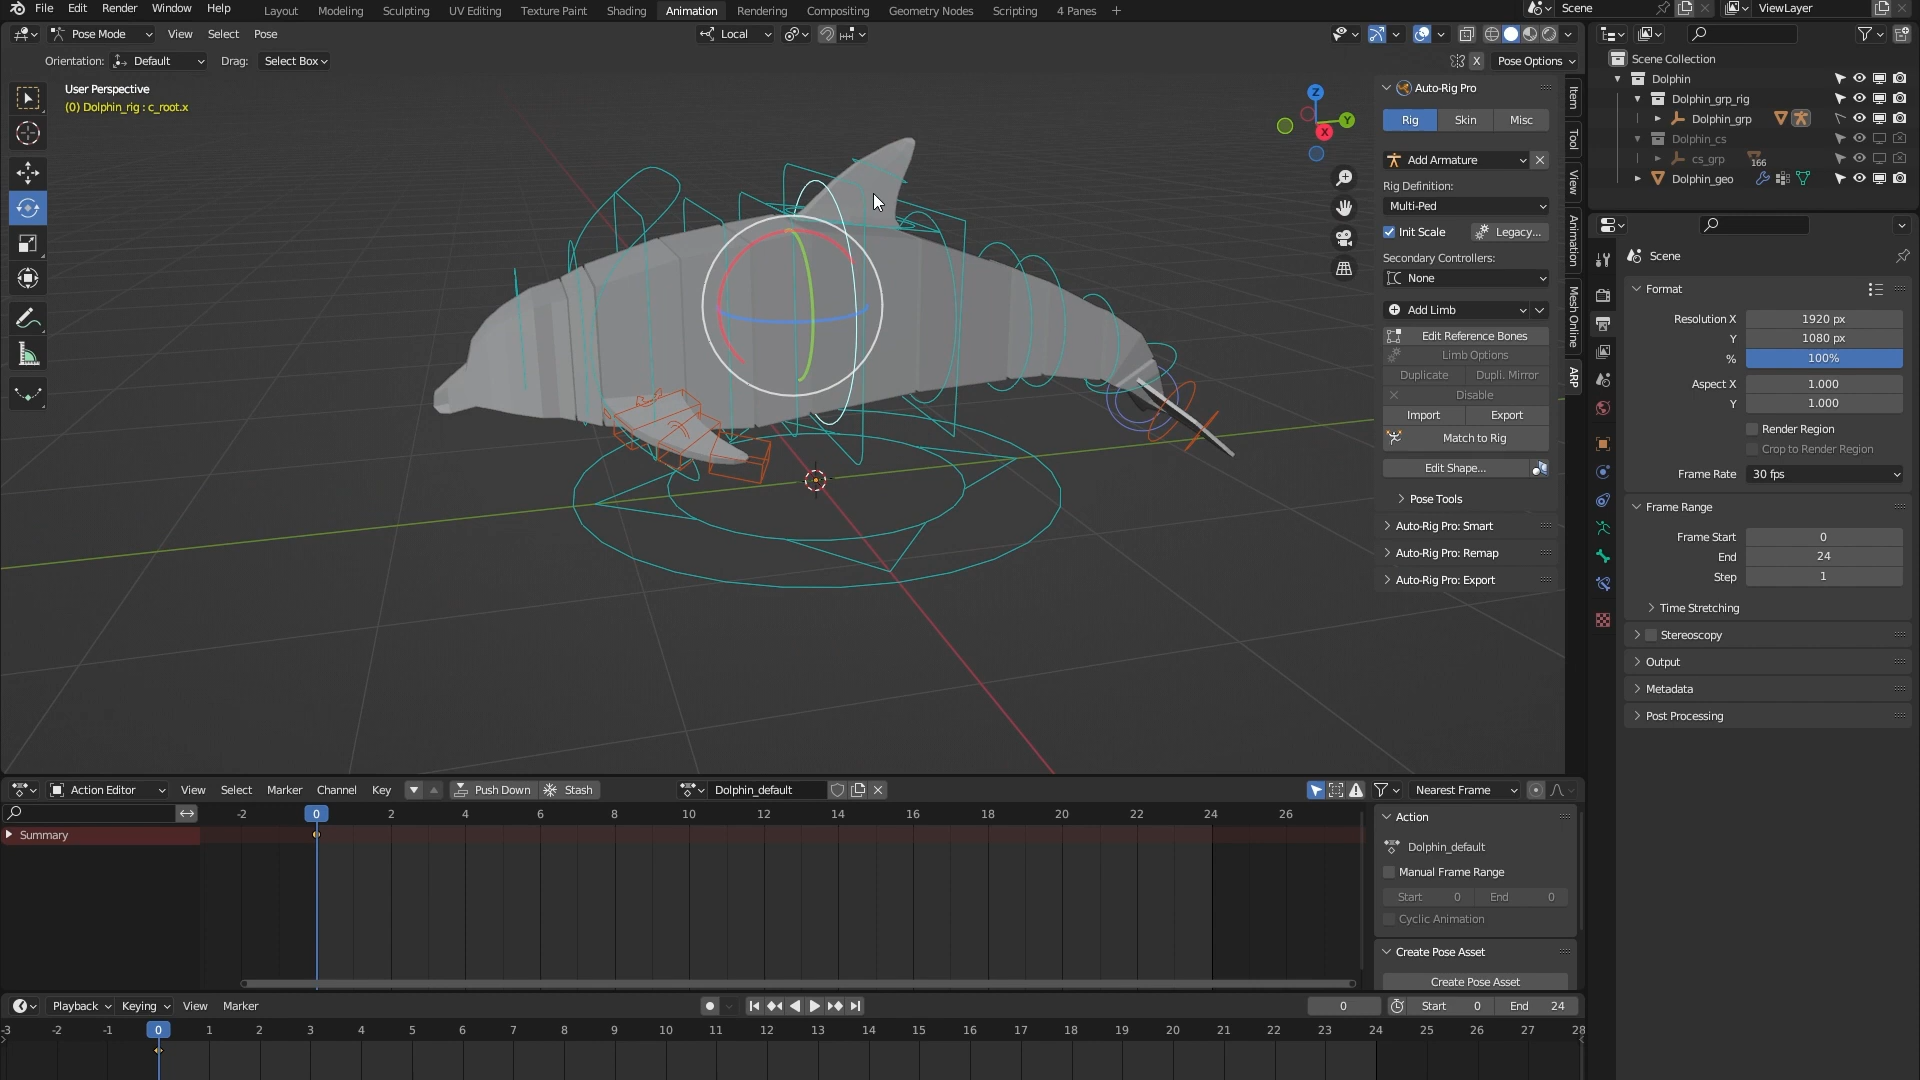 File Edit Render Window Help Layout Modeling Sculpting UV Editing Texture Paint Shading Animation Rendering Compositing Geometry Nodes Scripting 4 Panes + Scene ViewLayer
Pose Mode View Select Pose Local
Orientation: Default Drag: Select Box X Pose Options
User Perspective
(0) Dolphin_rig : c_root.x
Z
Y
X
Auto-Rig Pro
Rig Skin Misc
Add Armature
Rig Definition:
Multi-Ped
Init Scale Legacy...
Secondary Controllers:
None
Add Limb
Edit Reference Bones
Limb Options
Duplicate Dupli. Mirror
Disable
Import Export
Match to Rig
Edit Shape...
Pose Tools
Auto-Rig Pro: Smart
Auto-Rig Pro: Remap
Auto-Rig Pro: Export
Item
Tool
View
Animation
Mesh Online
ARP
Scene Collection
Dolphin
Dolphin_grp_rig
Dolphin_grp
Dolphin_cs
cs_grp 166
Dolphin_geo
Scene
Format
Resolution X 1920 px
Y 1080 px
% 100%
Aspect X 1.000
Y 1.000
Render Region
Crop to Render Region
Frame Rate 30 fps
Frame Range
Frame Start 0
End 24
Step 1
Time Stretching
Stereoscopy
Output
Metadata
Post Processing
Action Editor View Select Marker Channel Key Push Down Stash Dolphin_default Nearest Frame
-2 0 2 4 6 8 10 12 14 16 18 20 22 24 26
Summary
Action
Dolphin_default
Manual Frame Range
Start 0 End 0
Cyclic Animation
Create Pose Asset
Create Pose Asset
Playback Keying View Marker 0 Start 0 End 24
-3 -2 -1 0 1 2 3 4 5 6 7 8 9 10 11 12 13 14 15 16 17 18 19 20 21 22 23 24 25 26 27 28